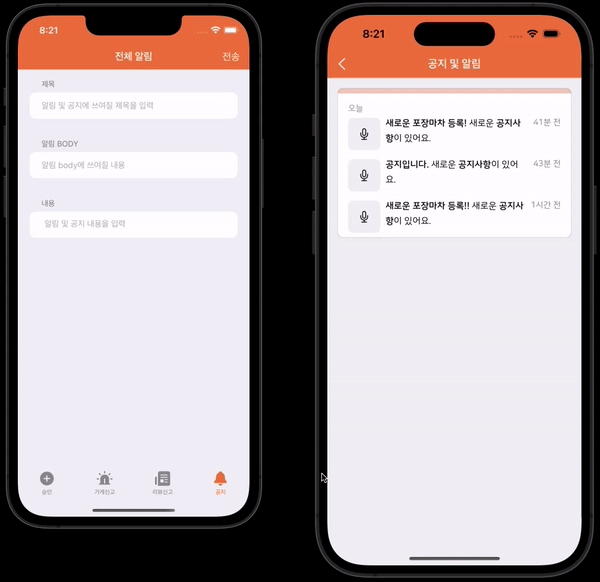 8:21
전체 알림
전송
제목
알림 및 공지에 쓰여질 제목을 입력
알림 BODY
알림 body에 쓰여질 내용
내용
알림 및 공지 내용을 입력
승인
가게신고
리뷰신고
공지
8:21
공지 및 알림
오늘
새로운 포장마차 등록! 새로운 공지사
항이 있어요.
41분 전
공지입니다. 새로운 공지사항이 있어
요.
43분 전
새로운 포장마차 등록!! 새로운 공지사
항이 있어요.
1시간 전